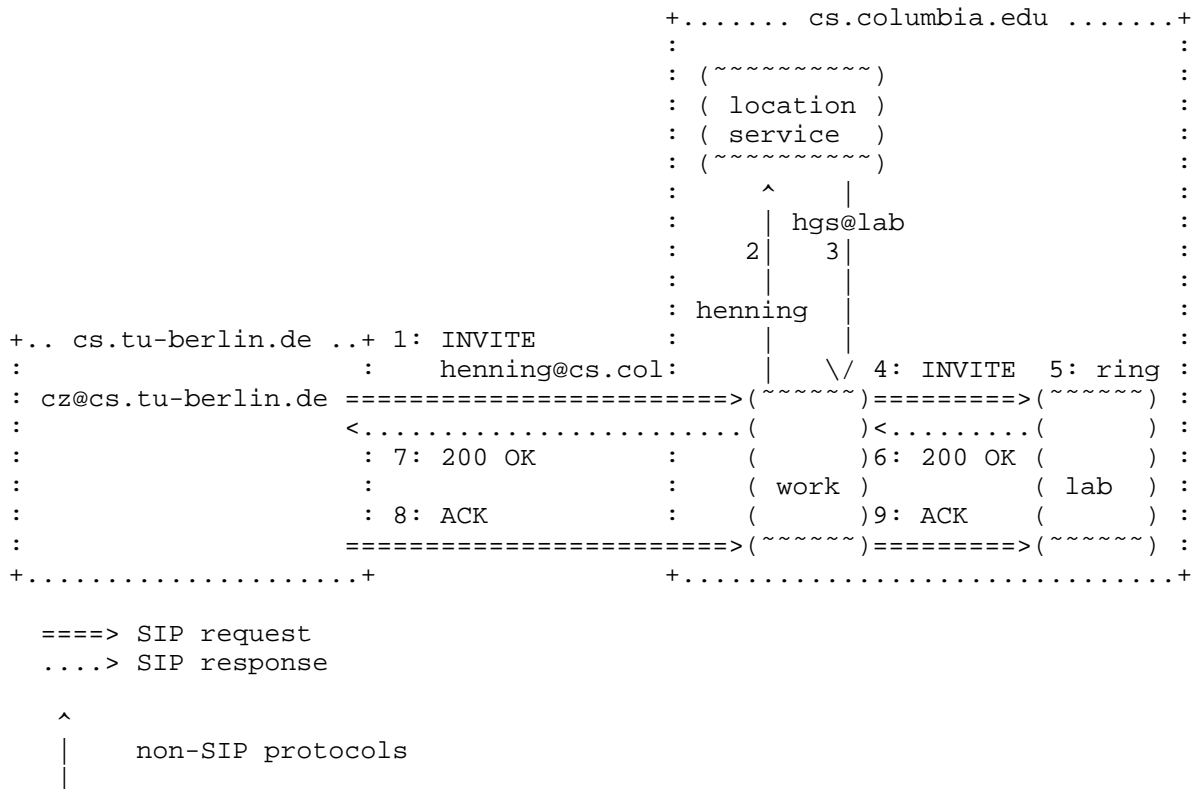 +....... cs.columbia.edu .......+
: :
: (~~~~~~~~~~) :
: ( location ) :
: ( service ) :
: (~~~~~~~~~~) :
: ^ | :
: | hgs@lab :
: 2| 3| :
: | | :
: henning | :
+.. cs.tu-berlin.de ..+ 1: INVITE : | | :
: : henning@cs.col: | \/ 4: INVITE 5: ring :
: cz@cs.tu-berlin.de ========================>(~~~~~~)=========>(~~~~~~) :
: <........................( )<.........( ) :
: : 7: 200 OK : ( )6: 200 OK ( ) :
: : : ( work ) ( lab ) :
: : 8: ACK : ( )9: ACK ( ) :
: ========================>(~~~~~~)=========>(~~~~~~) :
+.....................+ +...............................+
====> SIP request
....> SIP response
^
| non-SIP protocols
|